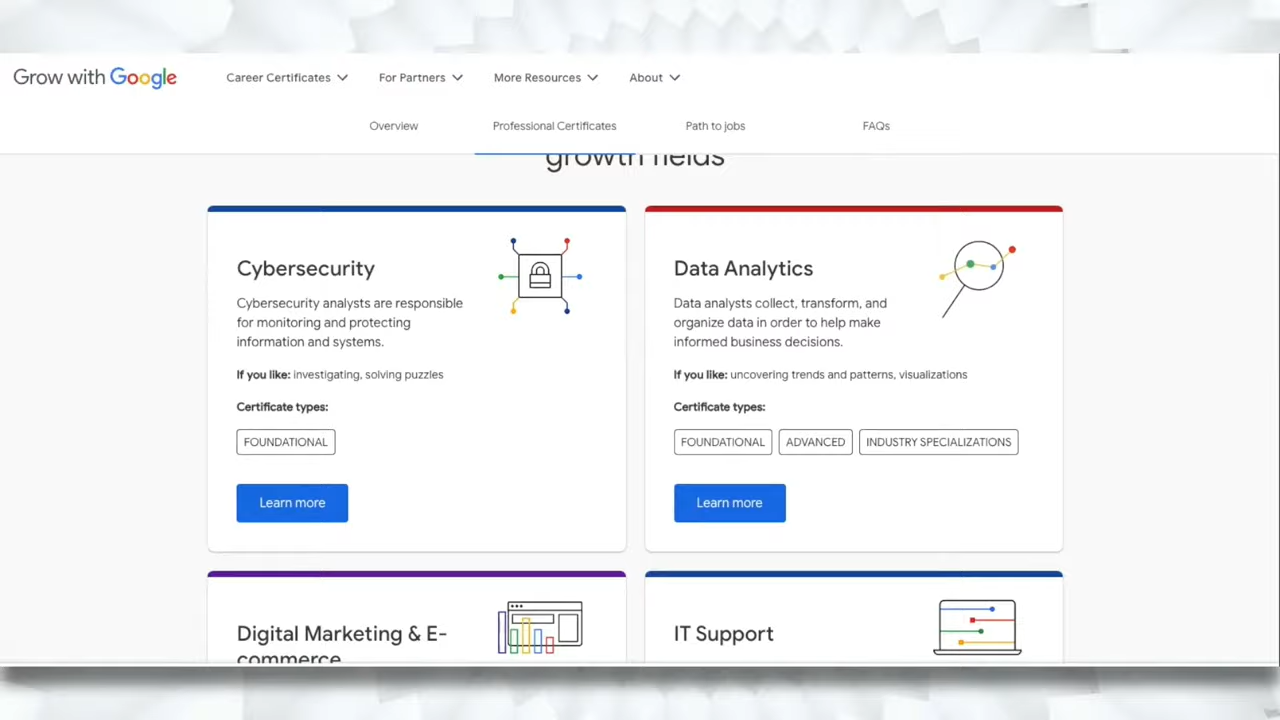 Grow with Google
Career Certificates
For Partners
More Resources
About
Overview
Professional Certificates
Path to jobs
FAQs
growth fields
Cybersecurity
Cybersecurity analysts are responsible
for monitoring and protecting
information and systems.
If you like: investigating, solving puzzles
Certificate types:
FOUNDATIONAL
Learn more
Data Analytics
Data analysts collect, transform, and
organize data in order to help make
informed business decisions.
If you like: uncovering trends and patterns, visualizations
Certificate types:
FOUNDATIONAL
ADVANCED
INDUSTRY SPECIALIZATIONS
Learn more
Digital Marketing & E-
commerce
IT Support